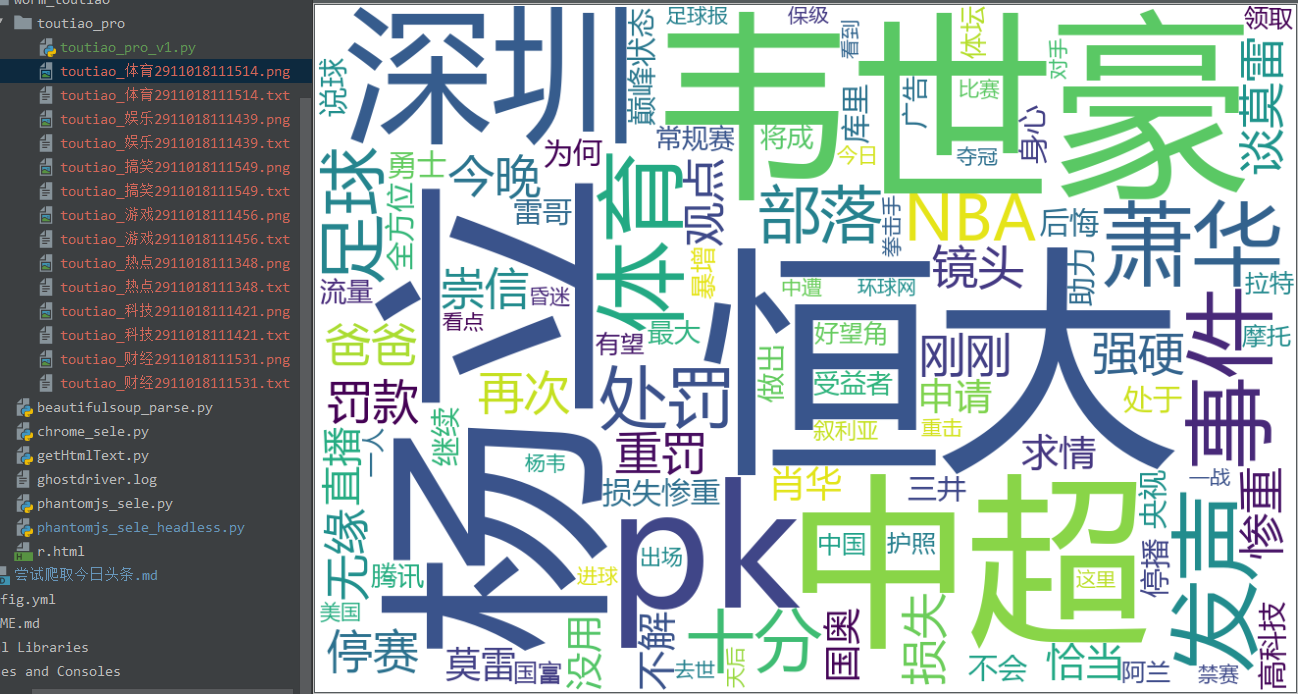 worm_toutiao
toutiao_pro
toutiao_pro_v1.py
toutiao_体育2911018111514.png
toutiao_体育2911018111514.txt
toutiao_娱乐2911018111439.png
toutiao_娱乐2911018111439.txt
toutiao_搞笑2911018111549.png
toutiao_搞笑2911018111549.txt
toutiao_游戏2911018111456.png
toutiao_游戏2911018111456.txt
toutiao_热点2911018111348.png
toutiao_热点2911018111348.txt
toutiao_科技2911018111421.png
toutiao_科技2911018111421.txt
toutiao_财经2911018111531.png
toutiao_财经2911018111531.txt
beautifulsoup_parse.py
chrome_sele.py
getHtmlText.py
ghostdriver.log
phantomjs_sele.py
phantomjs_sele_headless.py
r.html
尝试爬取今日头条.md
fig.yml
ME.md
l Libraries
es and Consoles
深圳
足球报
保级
韦世豪
看到
体坛
对手
领取
说球
巅峰状态
库里
广告
比赛
身心
谈莫雷
常规赛
将成
今日
夺冠
足球
勇士
今晚
为何
体育
观点
全方位
雷哥
部落
拳击手
NBA
后悔
萧华
流量
崇信
昏迷
暴增
中遭
环球网
镜头
助力
拉特
看点
爸爸
有望
最大
好望角
刚刚
强硬
摩托
事件
杨立
恒大
罚款
再次
处罚
做出
受益者
申请
处于
继续
重罚
叙利亚
重击
求情
直播
一人
杨韦
损失惨重
肖华
三井
央视
一战
惨重
无缘
腾讯
pk
出场
进球
中超
中国
护照
这里
停播
发声
美国
停赛
莫雷
国富
没用
不解
去世
天后
十分
国奥
损失
不会
恰当
阿兰
禁赛
高科技